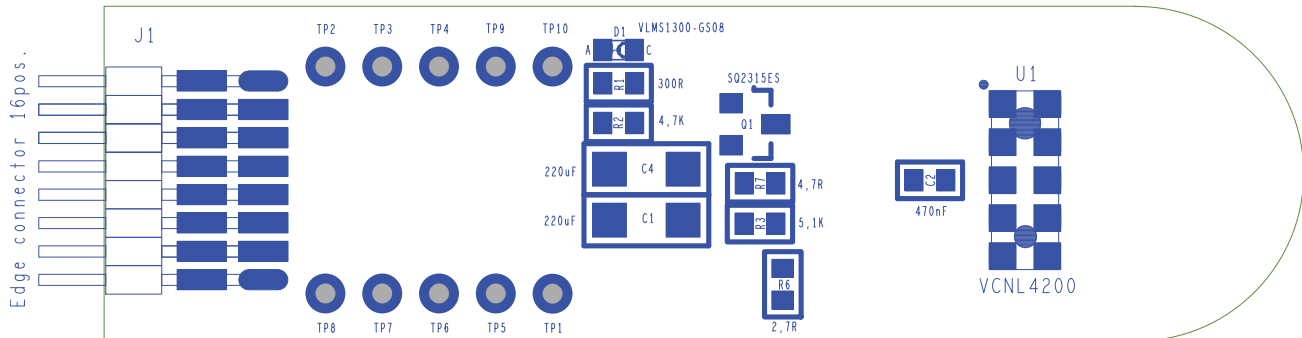 J1
Edge connector 16pos.
TP2 TP3 TP4 TP9 TP10
D1 VLMS1300-GS08
A C
R1 300R
R2 4,7K
SQ2315ES
Q1
220uF C4
220uF C1
R7 4,7R
R3 5,1K
R6
2,7R
C2
470nF
U1
VCNL4200
TP8 TP7 TP6 TP5 TP1